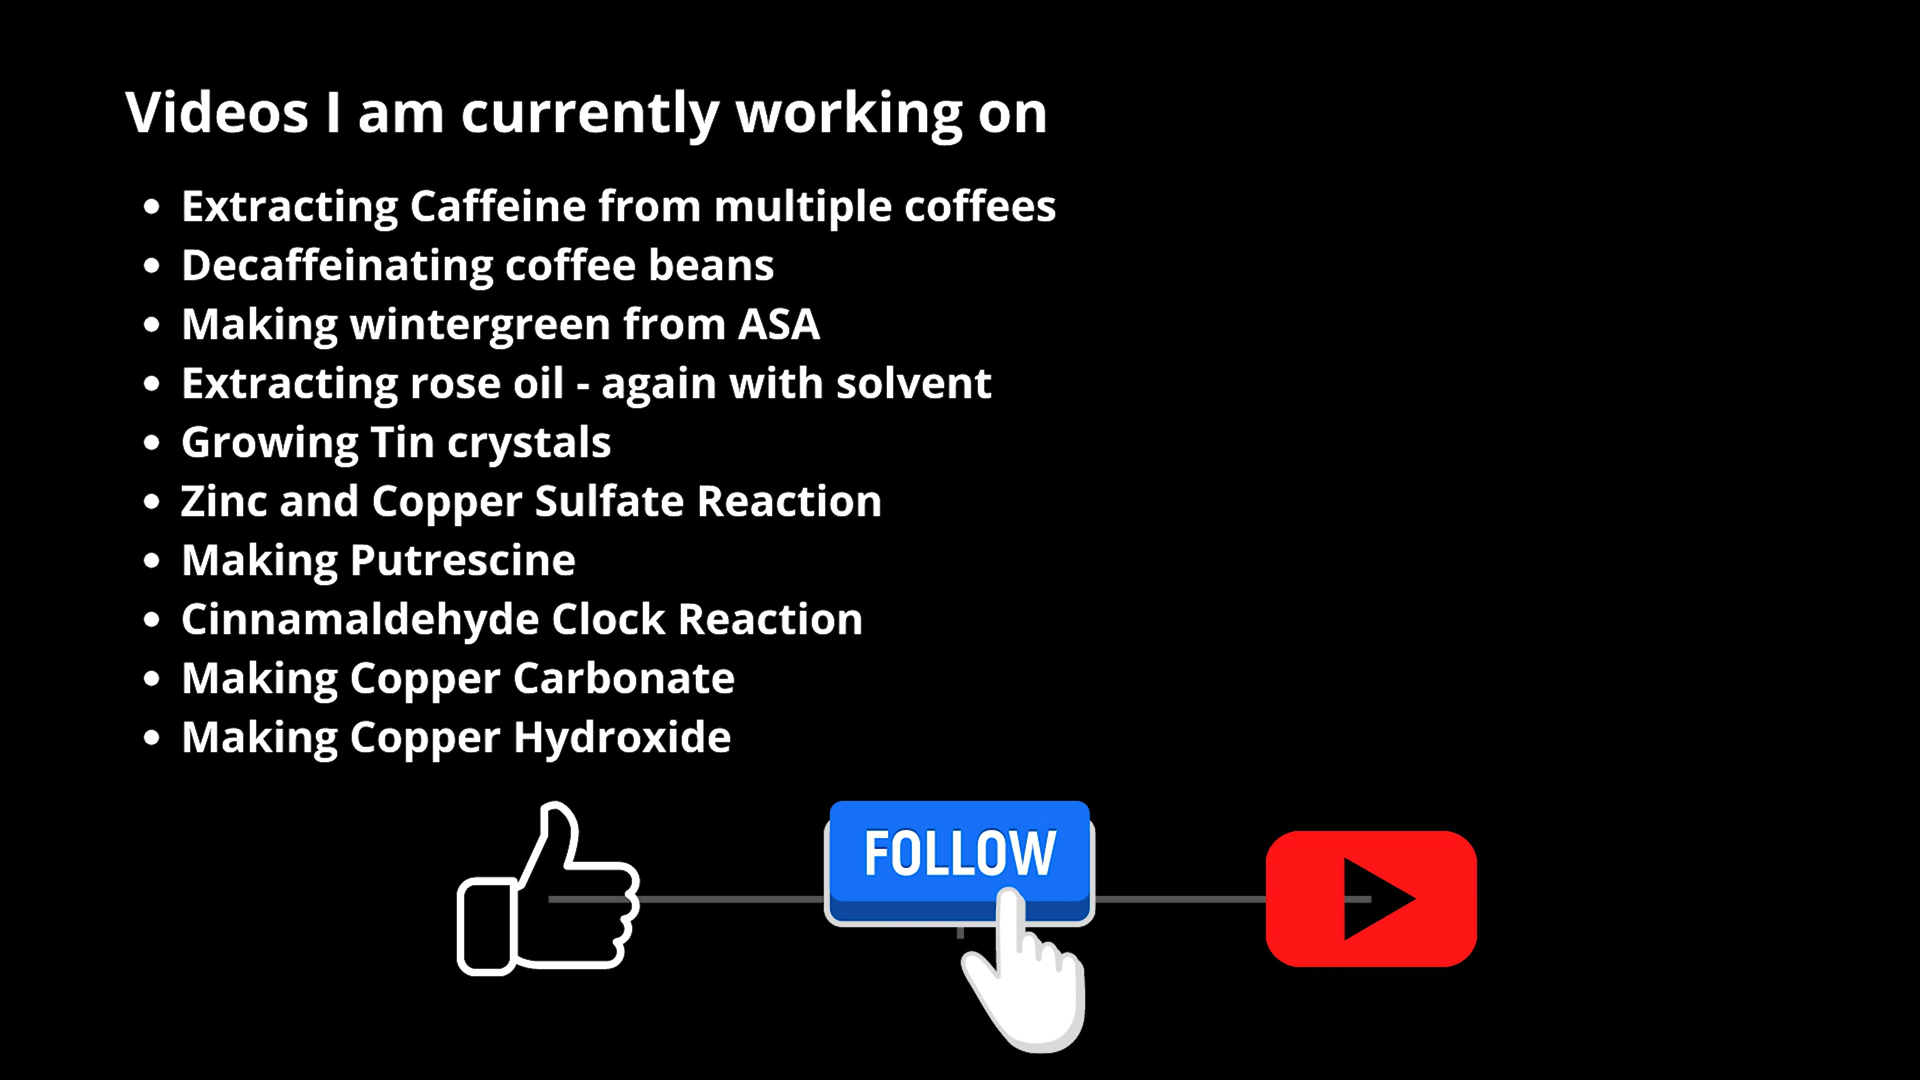 Videos I am currently working on
• Extracting Caffeine from multiple coffees
• Decaffeinating coffee beans
• Making wintergreen from ASA
• Extracting rose oil - again with solvent
• Growing Tin crystals
• Zinc and Copper Sulfate Reaction
• Making Putrescine
• Cinnamaldehyde Clock Reaction
• Making Copper Carbonate
• Making Copper Hydroxide
FOLLOW